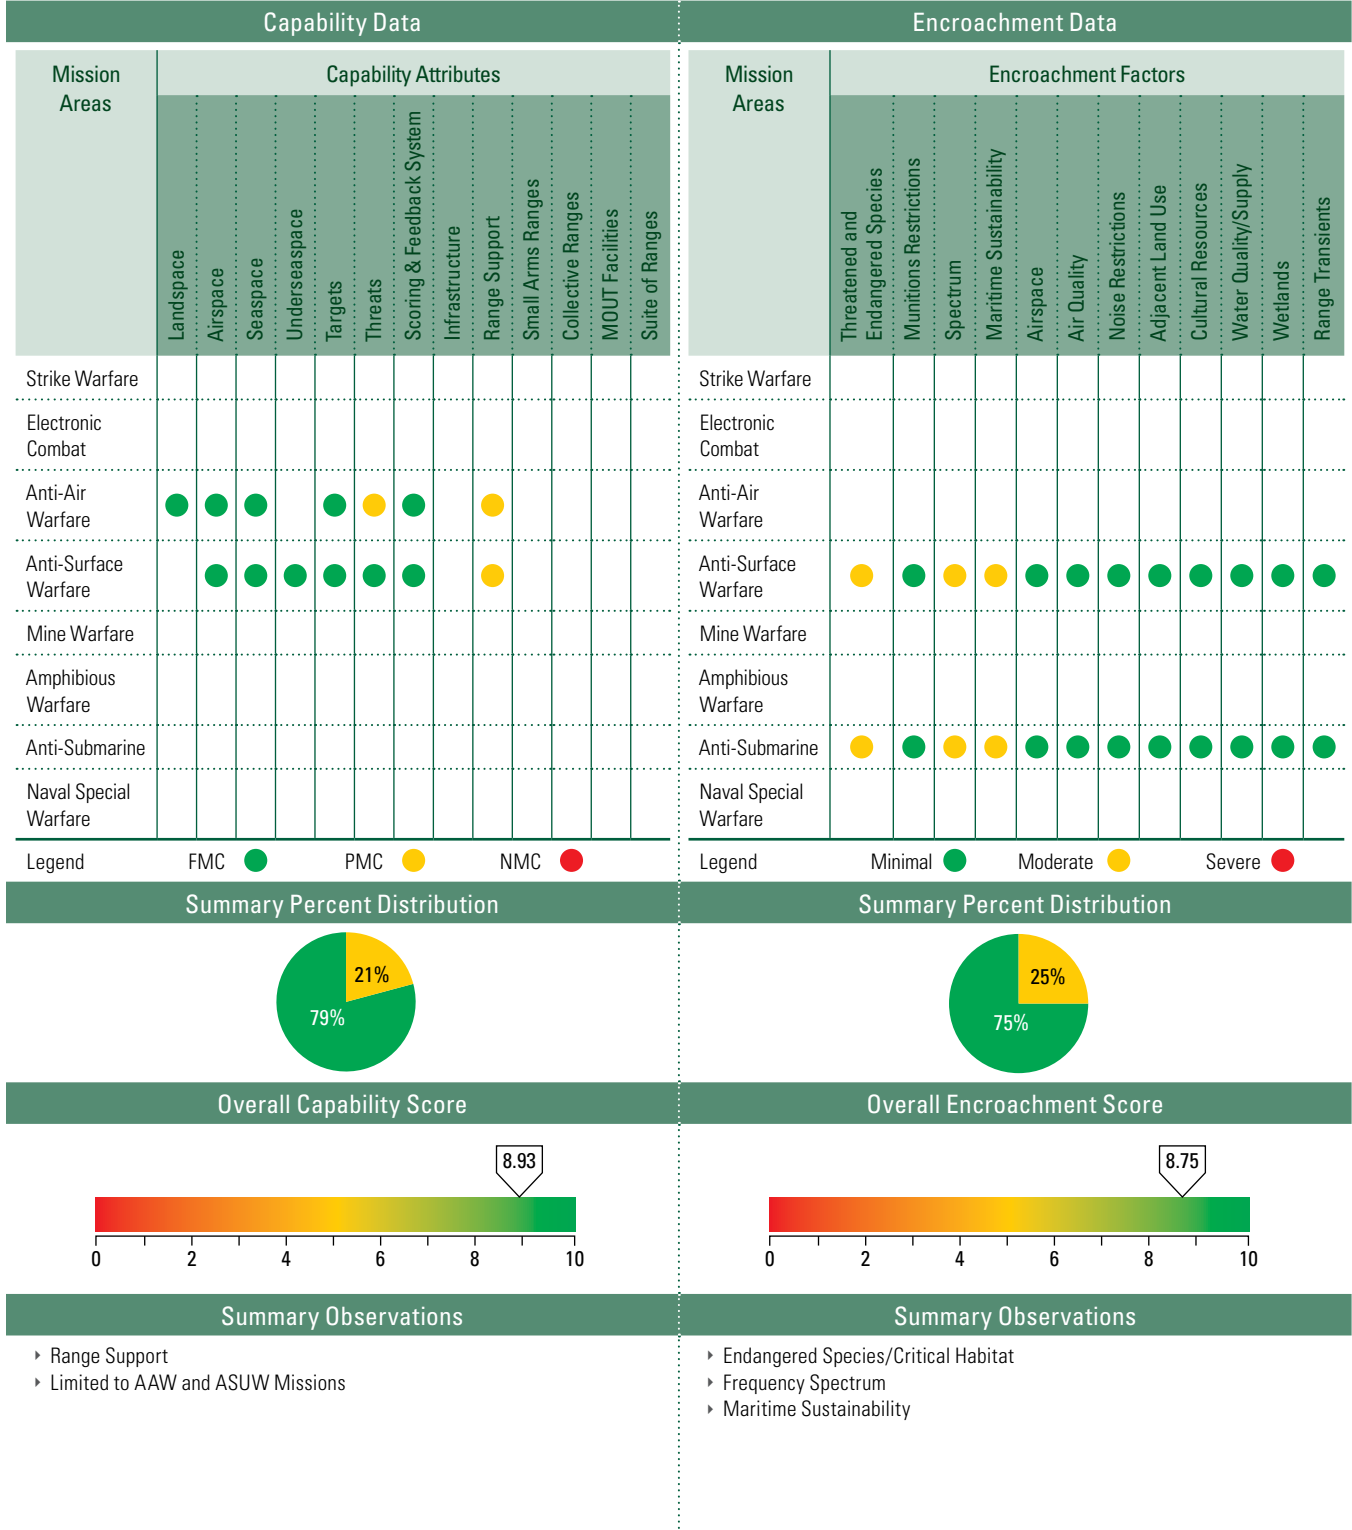 Capability Data
Mission
Areas
Capability Attributes
Landspace
Airspace
Seaspace
Underseaspace
Targets
Threats
Scoring & Feedback System
Infrastructure
Range Support
Small Arms Ranges
Collective Ranges
MOUT Facilities
Suite of Ranges
Strike Warfare
Electronic
Combat
Anti-Air
Warfare
Anti-Surface
Warfare
Mine Warfare
Amphibious
Warfare
Anti-Submarine
Naval Special
Warfare
Legend FMC PMC NMC
Summary Percent Distribution
21%
79%
Overall Capability Score
8.93
0 2 4 6 8 10
Summary Observations
Range Support
Limited to AAW and ASUW Missions
Encroachment Data
Mission
Areas
Encroachment Factors
Threatened and
Endangered Species
Munitions Restrictions
Spectrum
Maritime Sustainability
Airspace
Air Quality
Noise Restrictions
Adjacent Land Use
Cultural Resources
Water Quality/Supply
Wetlands
Range Transients
Strike Warfare
Electronic
Combat
Anti-Air
Warfare
Anti-Surface
Warfare
Mine Warfare
Amphibious
Warfare
Anti-Submarine
Naval Special
Warfare
Legend Minimal Moderate Severe
Summary Percent Distribution
25%
75%
Overall Encroachment Score
8.75
0 2 4 6 8 10
Summary Observations
Endangered Species/Critical Habitat
Frequency Spectrum
Maritime Sustainability